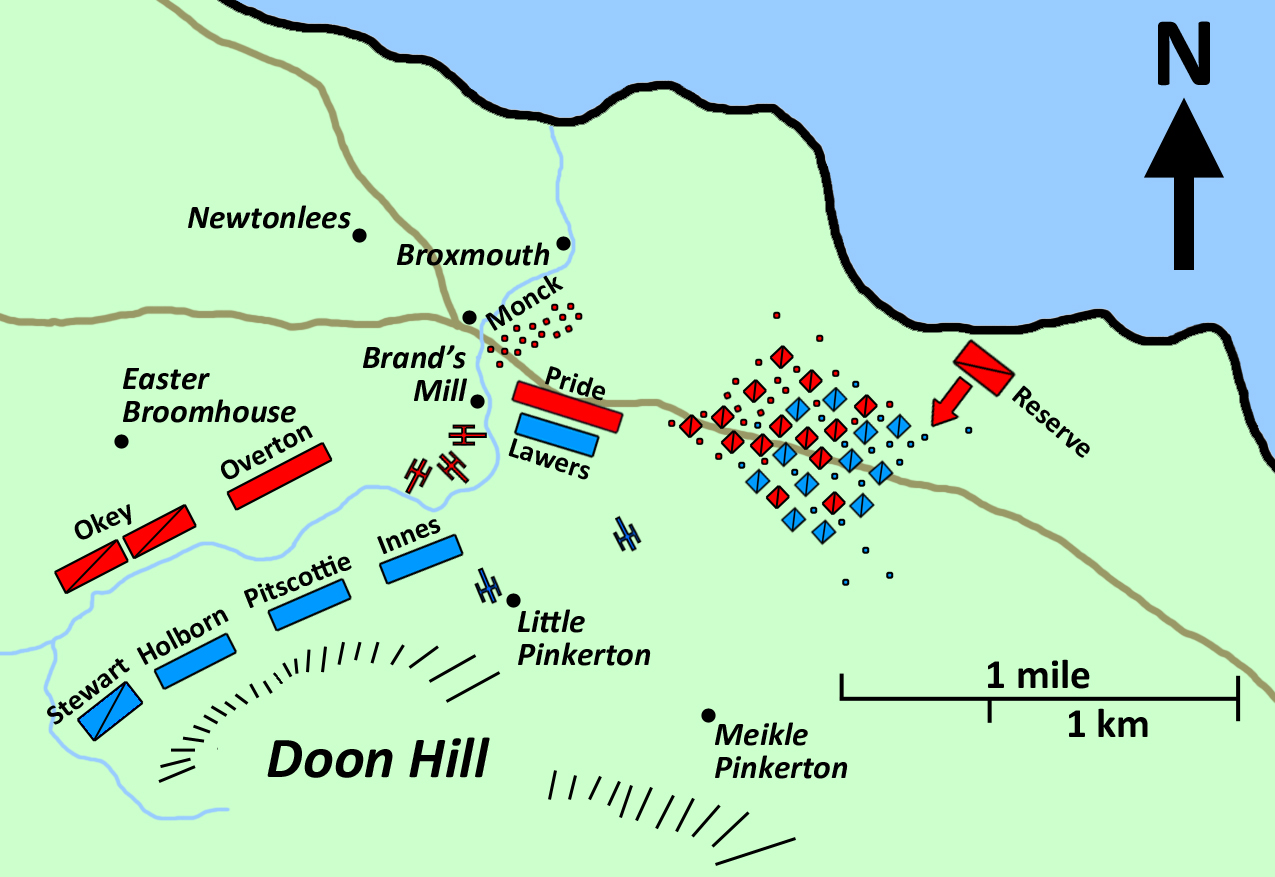 N
Newtonlees
Broxmouth
Monck
Brand's
Mill
Easter
Broomhouse
Pride
Lawers
Reserve
Overton
Okey
Innes
Pitscottie
Holborn
Stewart
Little
Pinkerton
1 mile
1 km
Meikle
Pinkerton
Doon Hill